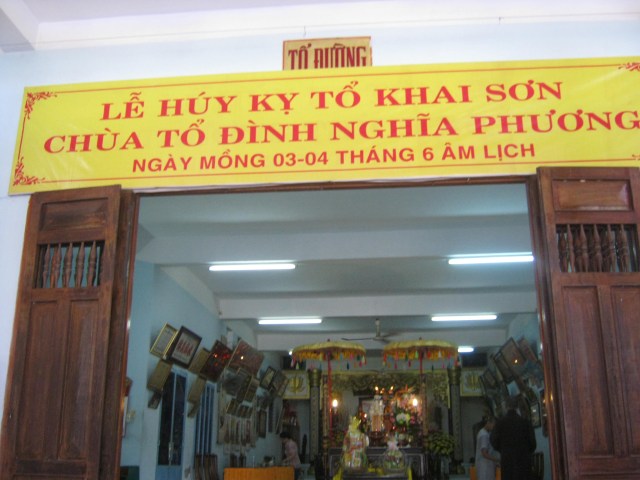 TỔ ĐƯỜNG
LỄ HÚY KỴ TỔ KHAI SƠN
CHÙA TỔ ĐÌNH NGHĨA PHƯƠNG
NGÀY MỒNG 03-04 THÁNG 6 ÂM LỊCH